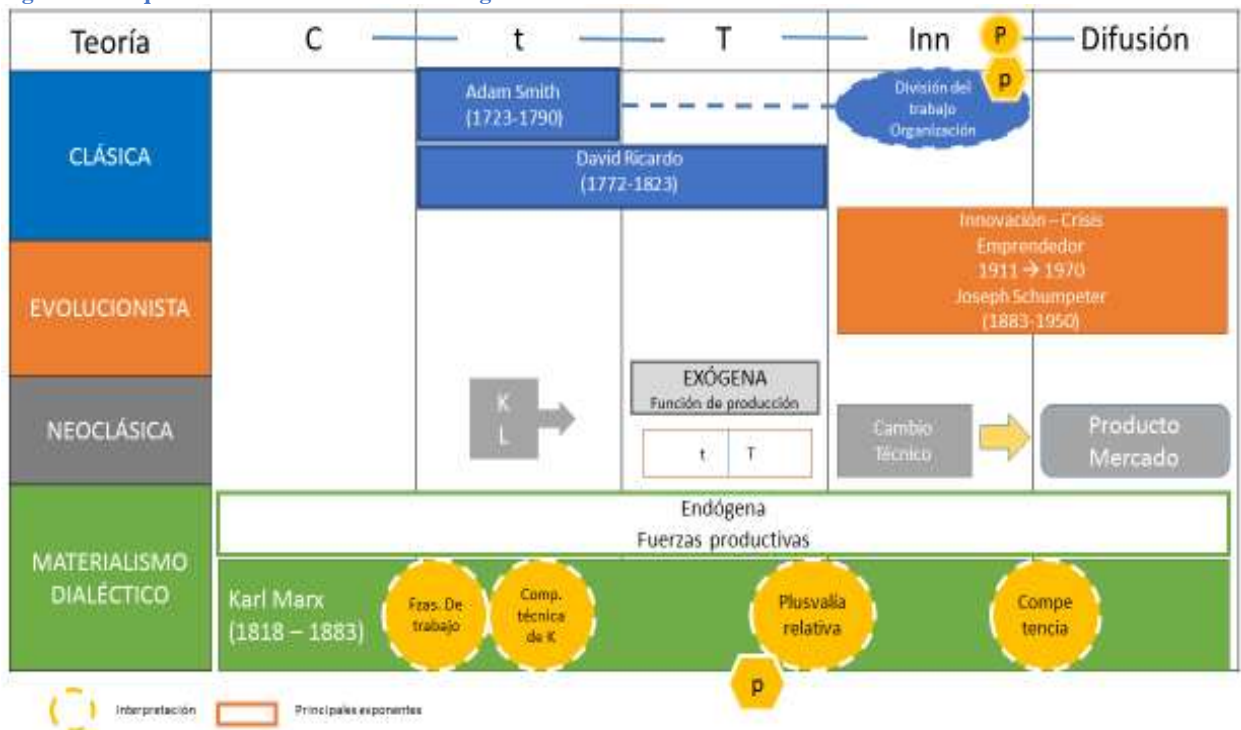 Teoría C t T Inn P Difusión
CLÁSICA
Adam Smith
(1723-1790)
División del
trabajo
Organización
p
David Ricardo
(1772-1823)
EVOLUCIONISTA
Innovación – Crisis
Emprendedor
1911 → 1970
Joseph Schumpeter
(1883-1950)
NEOCLÁSICA
K
L
EXÓGENA
Función de producción
t T
Cambio
Técnico
Producto
Mercado
MATERIALISMO
DIALÉCTICO
Endógena
Fuerzas productivas
Karl Marx
(1818 – 1883)
Fzas. De
trabajo
Comp.
técnica
de K
Plusvalía
relativa
Compe
tencia
p
Interpretación
Principales exponentes